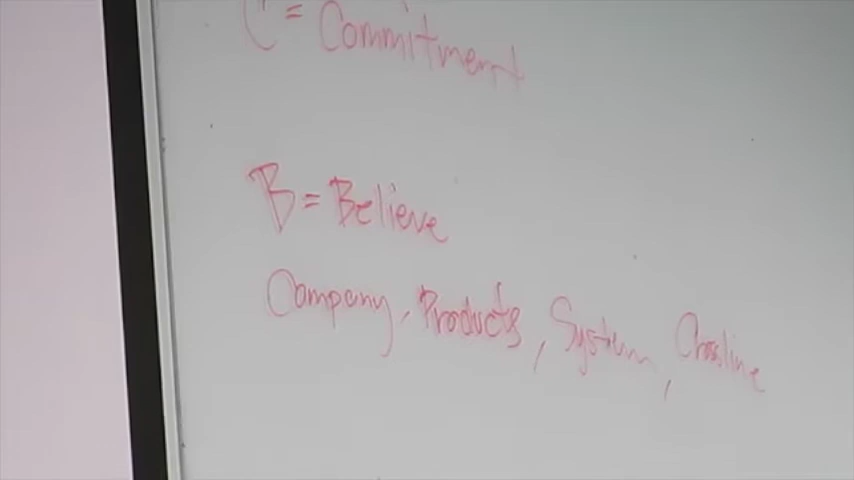 C = Commitment
B = Believe
Company, Products, System, Crossline